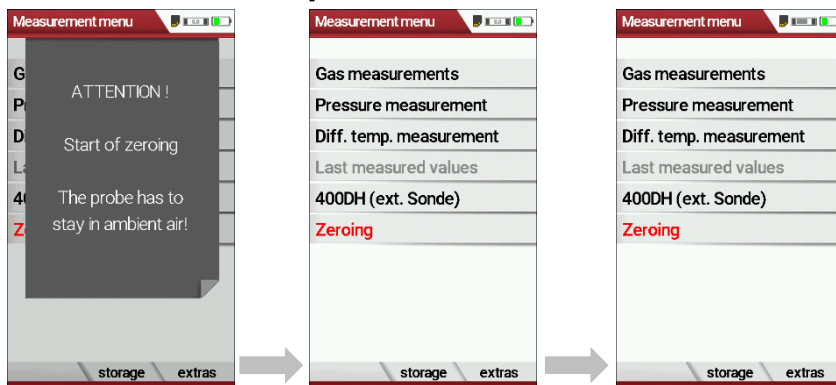 Measurement menu
G
ATTENTION !
P
D
Start of zeroing
La
The probe has to
40
stay in ambient air!
Z
storage extras
Measurement menu
Gas measurements
Pressure measurement
Diff. temp. measurement
Last measured values
400DH (ext. Sonde)
Zeroing
storage extras
Measurement menu
Gas measurements
Pressure measurement
Diff. temp. measurement
Last measured values
400DH (ext. Sonde)
Zeroing
storage extras